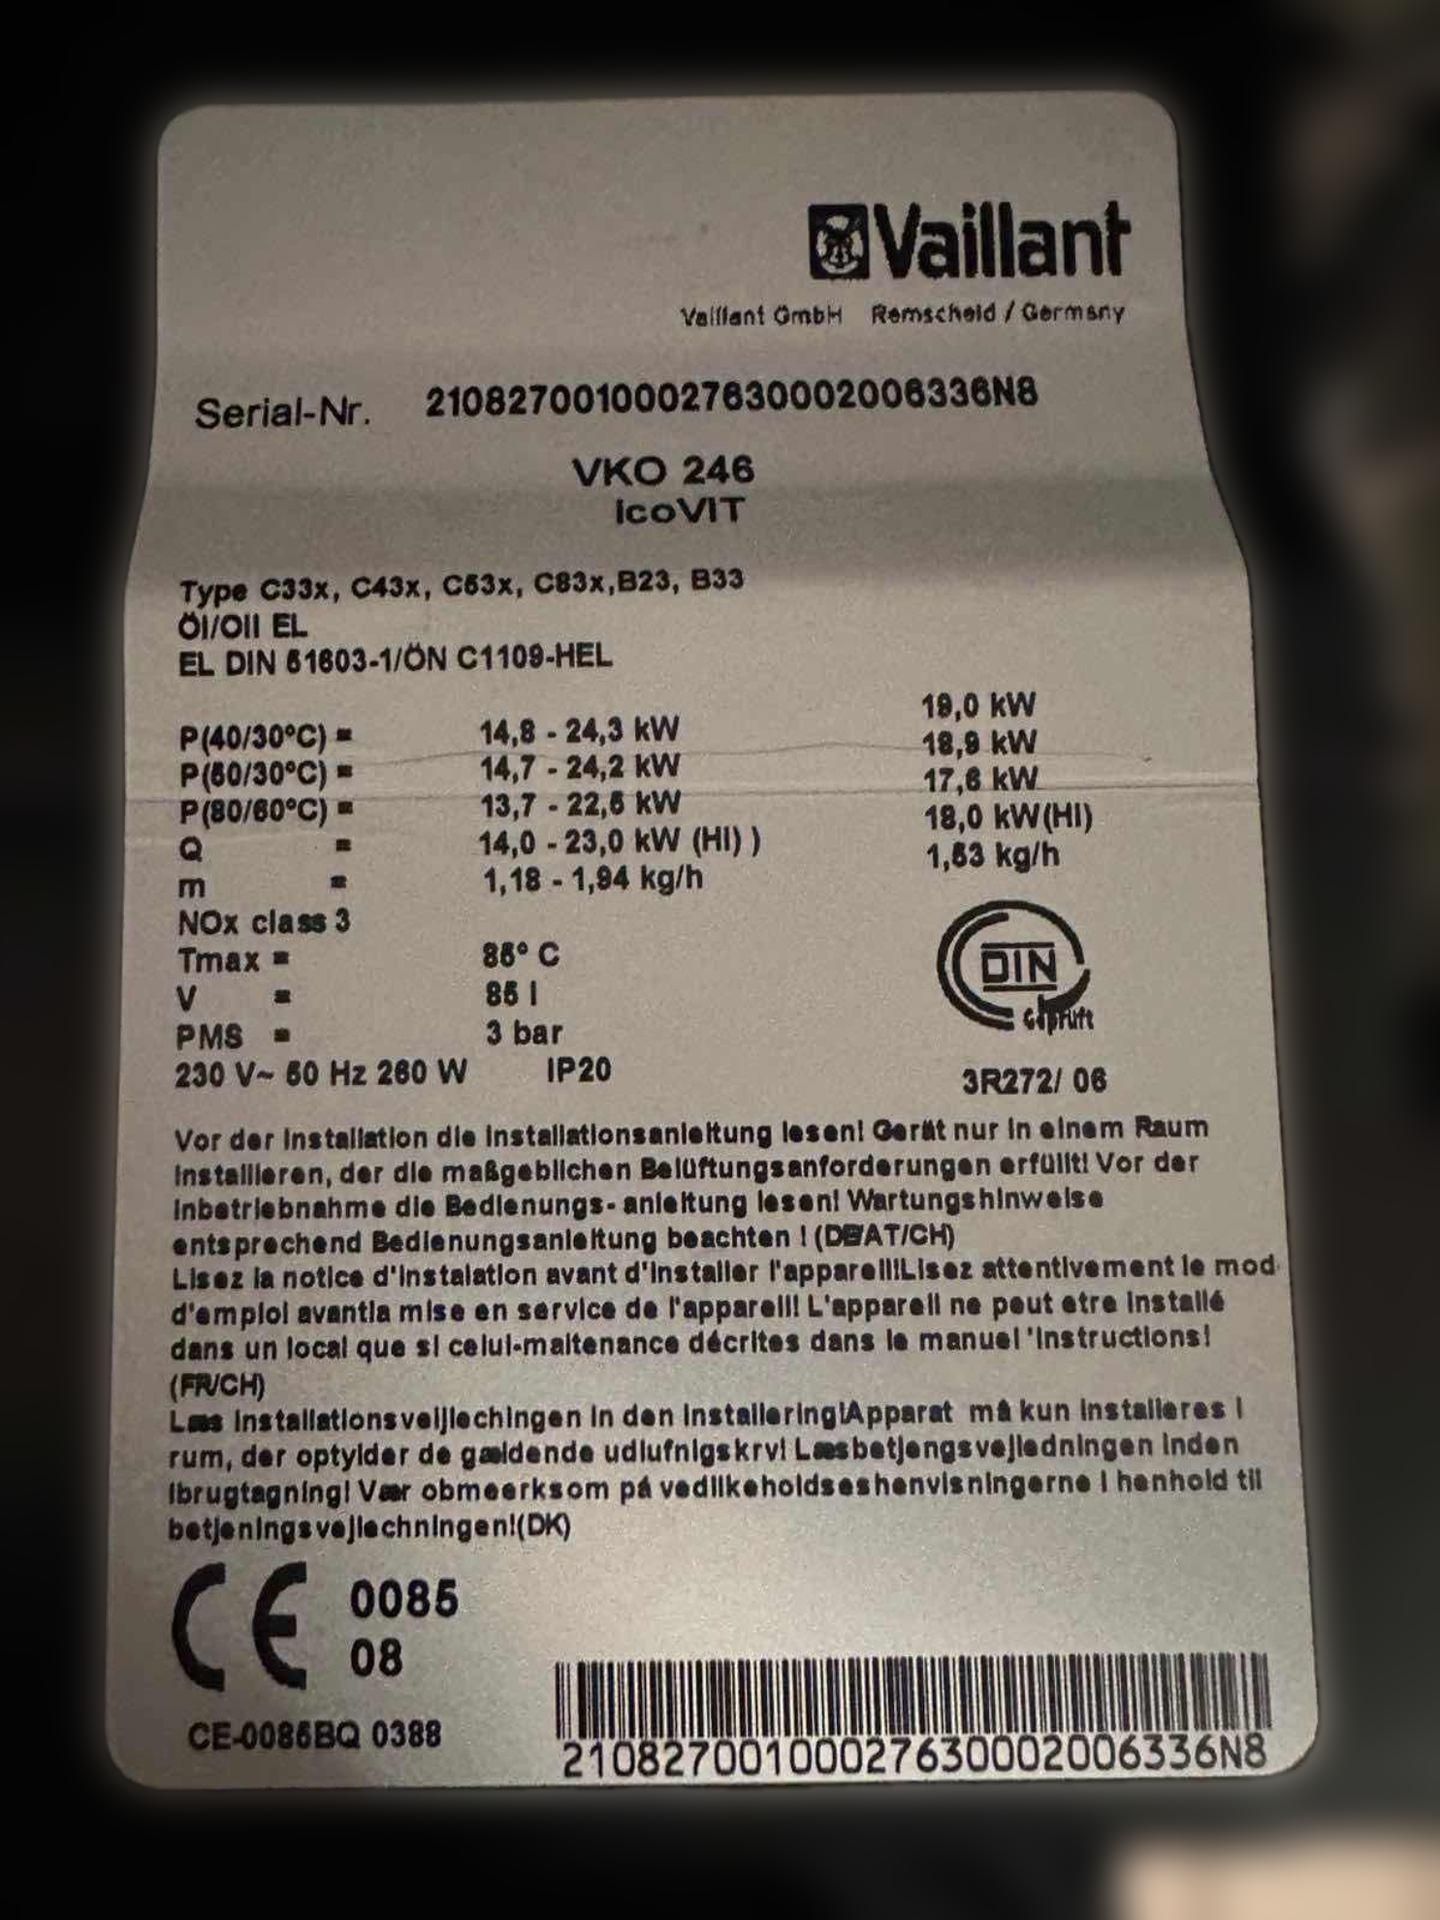 Vaillant
Vaillant GmbH Remscheid / Germany
Serial-Nr. 21082700100027630002006336N8
VKO 246
icoVIT
Type C33x, C43x, C53x, C83x,B23, B33
Öl/Oil EL
EL DIN 51603-1/ÖN C1109-HEL
P(40/30°C) = 14,8 - 24,3 kW 19,0 kW
P(50/30°C) = 14,7 - 24,2 kW 18,9 kW
P(80/60°C) = 13,7 - 22,5 kW 17,6 kW
Q = 14,0 - 23,0 kW (HI) ) 18,0 kW(HI)
m = 1,18 - 1,94 kg/h 1,53 kg/h
NOx class 3
Tmax = 85° C
V = 85 l
PMS = 3 bar
230 V~ 50 Hz 260 W IP20
DIN
Geprüft
3R272/ 06
Vor der Installation die Installationsanleitung lesen! Gerät nur in einem Raum
installieren, der die maßgeblichen Belüftungsanforderungen erfüllt! Vor der
Inbetriebnahme die Bedienungs- anleitung lesen! Wartungshinweise
entsprechend Bedienungsanleitung beachten ! (DE/AT/CH)
Lisez la notice d'instalation avant d'installer l'appareil!Lisez attentivement le mod
d'emploi avantla mise en service de l'appareil! L'appareil ne peut etre installé
dans un local que si celui-maitenance décrites dans le manuel 'instructions!
(FR/CH)
Læs installationsveijlechingen in den installering!Apparat må kun installeres i
rum, der optylder de gældende udlufnigskrv! Læsbetjengsvejledningen inden
ibrugtagning! Vær obmeerksom på vedlikeholdseshenvisningerne i henhold til
betjeningsvejlechningen!(DK)
CE 0085
08
CE-0085BQ 0388
21082700100027630002006336N8